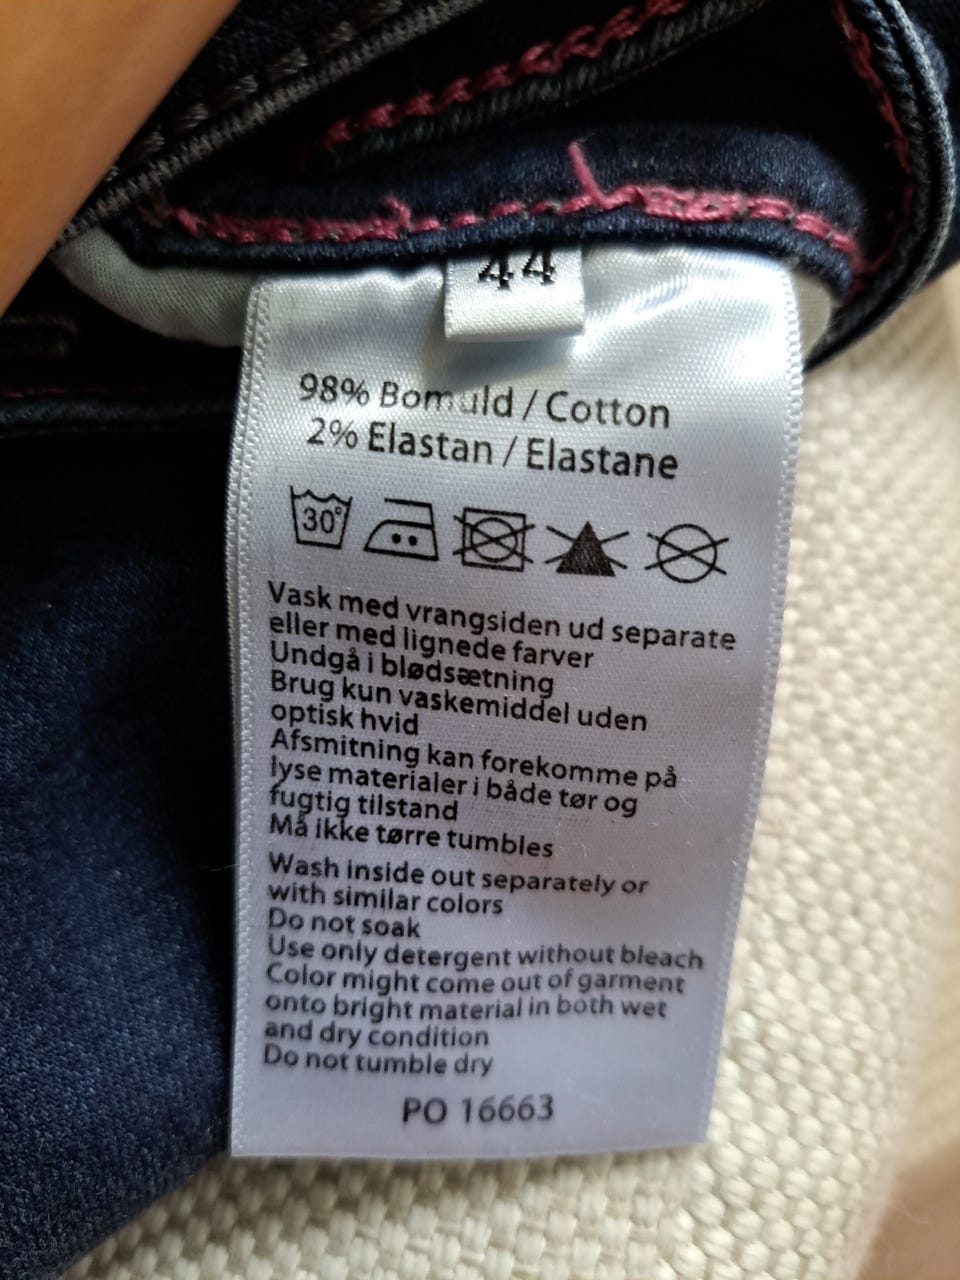 44
98% Bomuld / Cotton
2% Elastan / Elastane
30°
Vask med vrangsiden ud separate
eller med lignede farver
Undgå i blødsætning
Brug kun vaskemiddel uden
optisk hvid
Afsmitning kan forekomme på
lyse materialer i både tør og
fugtig tilstand
Må ikke tørre tumbles
Wash inside out separately or
with similar colors
Do not soak
Use only detergent without bleach
Color might come out of garment
onto bright material in both wet
and dry condition
Do not tumble dry
PO 16663